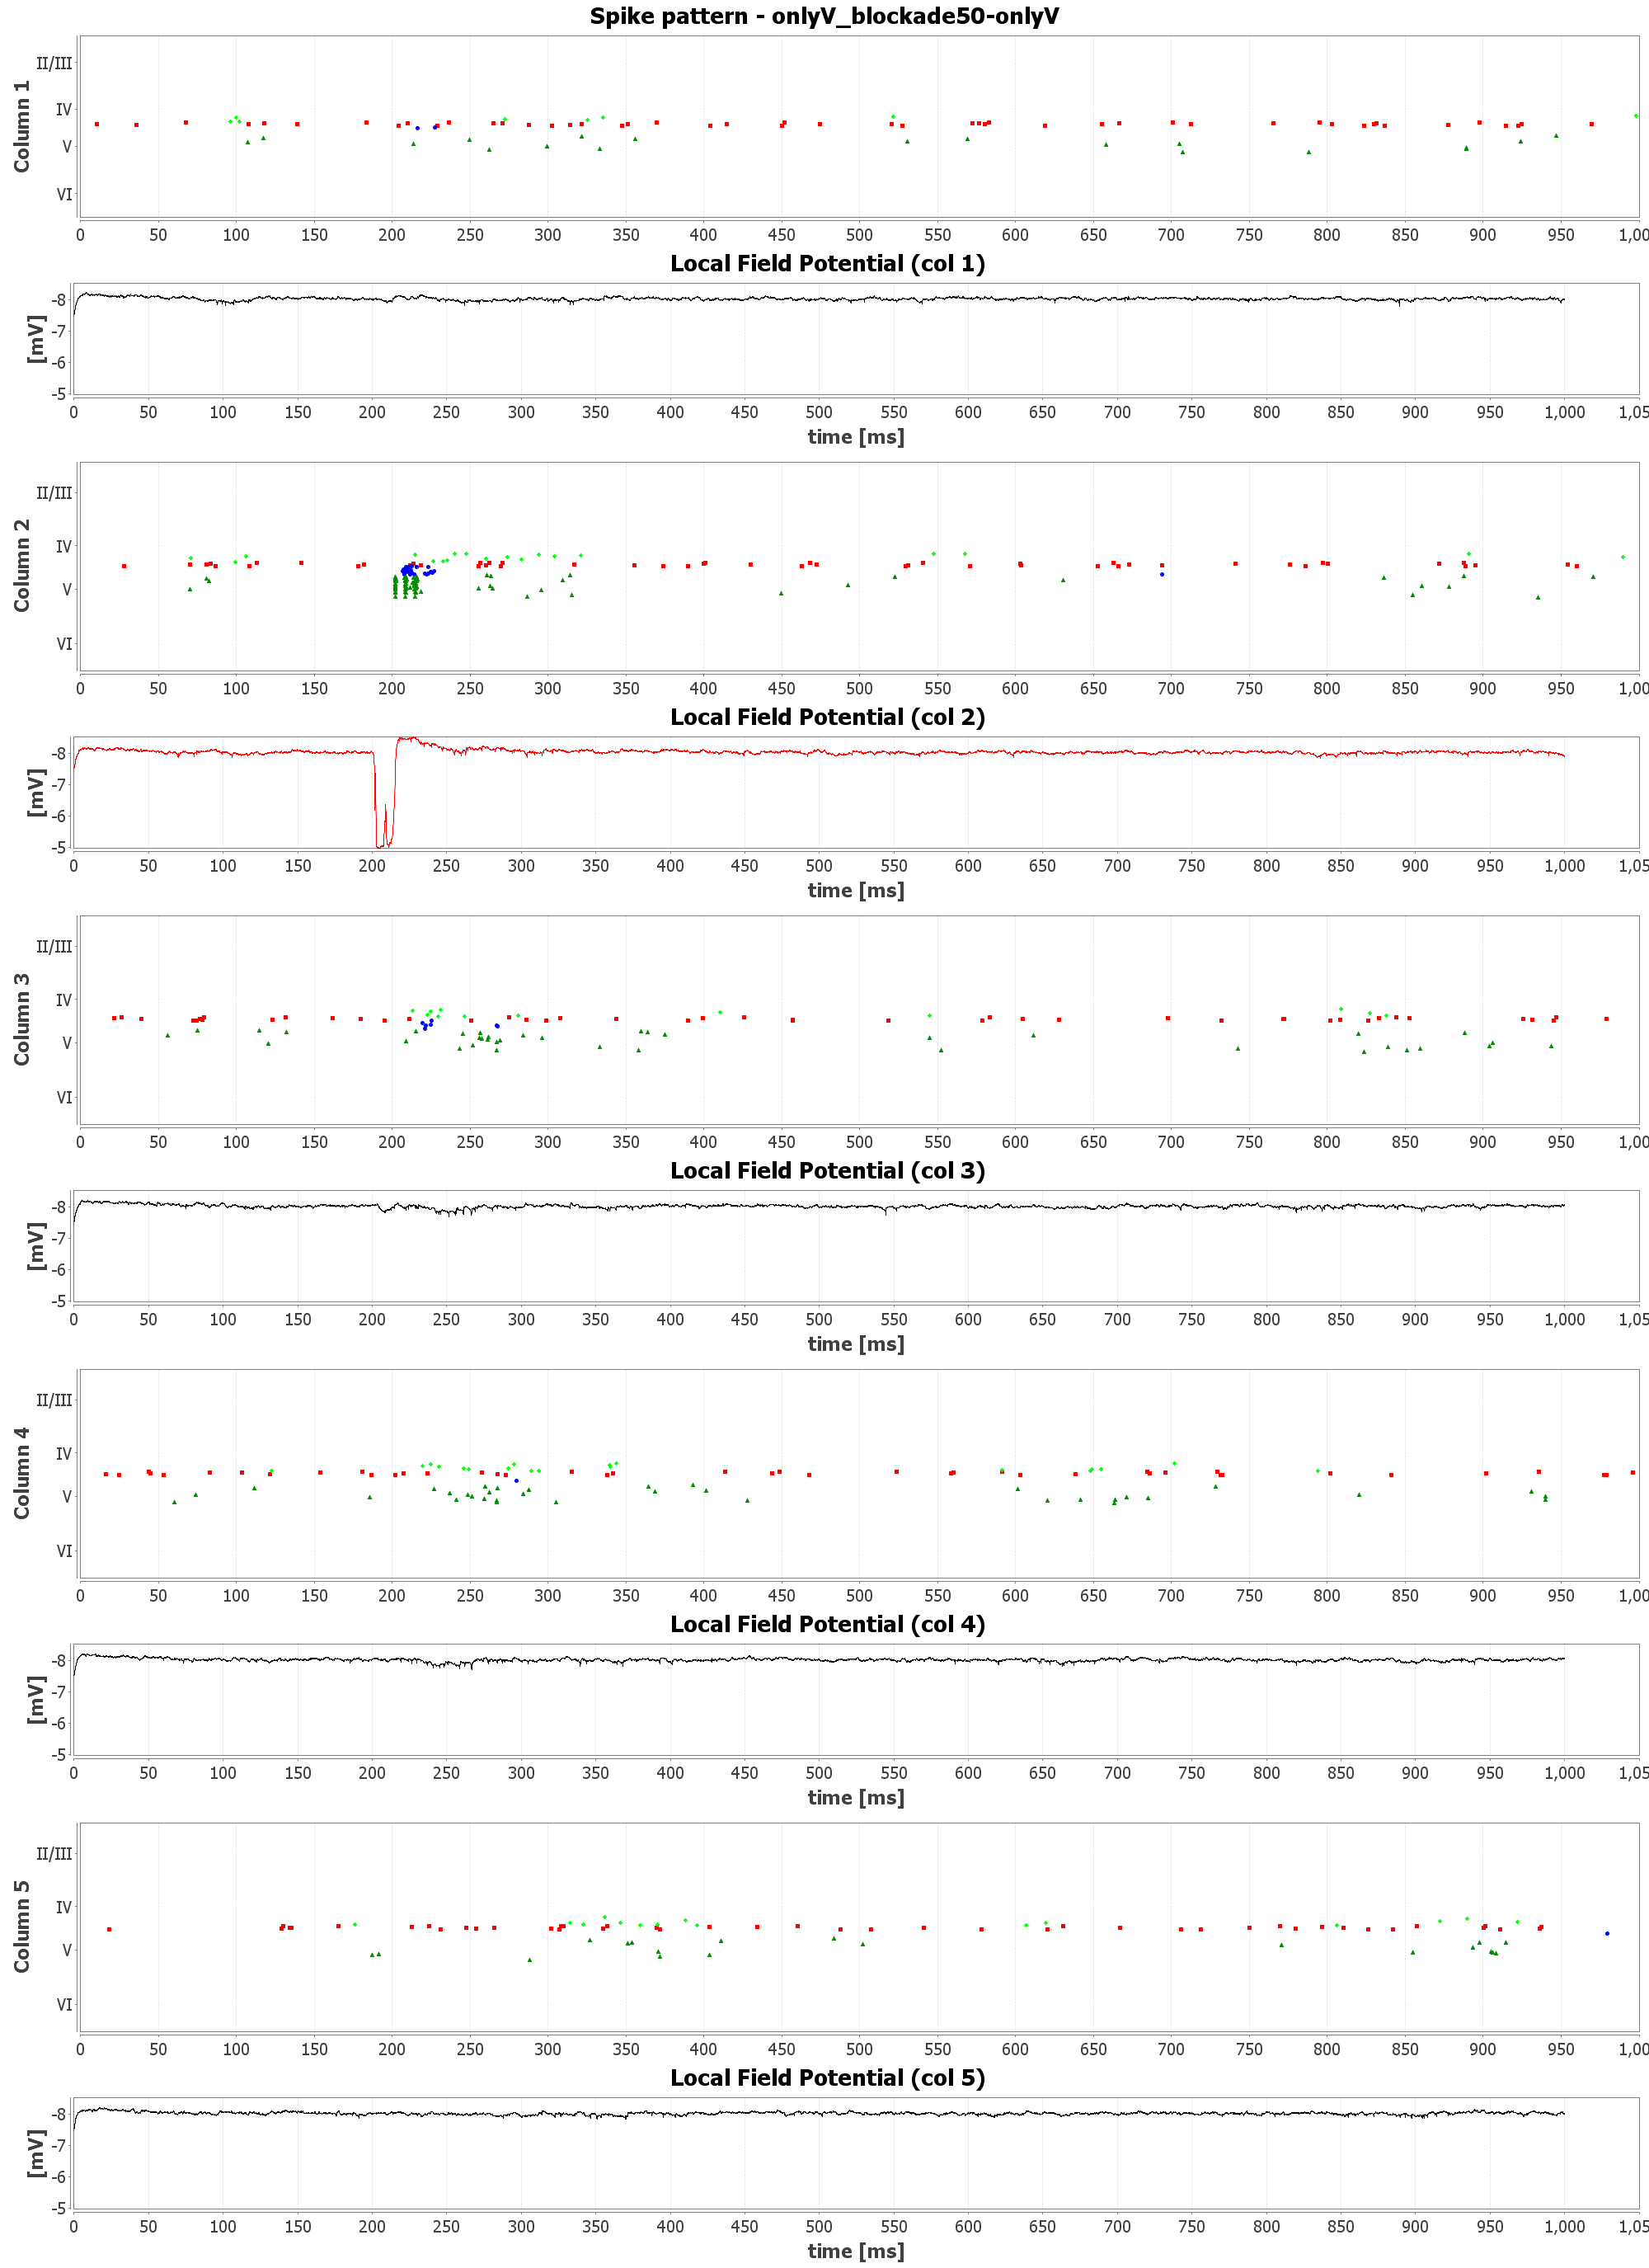 Spike pattern - onlyV_blockade50-onlyV
Column 1
II/III
IV
V
VI
0 50 100 150 200 250 300 350 400 450 500 550 600 650 700 750 800 850 900 950 1,00
Local Field Potential (col 1)
[mV]
-8
-7
-6
-5
0 50 100 150 200 250 300 350 400 450 500 550 600 650 700 750 800 850 900 950 1,000 1,05
time [ms]
Column 2
II/III
IV
V
VI
0 50 100 150 200 250 300 350 400 450 500 550 600 650 700 750 800 850 900 950 1,00
Local Field Potential (col 2)
[mV]
-8
-7
-6
-5
0 50 100 150 200 250 300 350 400 450 500 550 600 650 700 750 800 850 900 950 1,000 1,05
time [ms]
Column 3
II/III
IV
V
VI
0 50 100 150 200 250 300 350 400 450 500 550 600 650 700 750 800 850 900 950 1,00
Local Field Potential (col 3)
[mV]
-8
-7
-6
-5
0 50 100 150 200 250 300 350 400 450 500 550 600 650 700 750 800 850 900 950 1,000 1,05
time [ms]
Column 4
II/III
IV
V
VI
0 50 100 150 200 250 300 350 400 450 500 550 600 650 700 750 800 850 900 950 1,00
Local Field Potential (col 4)
[mV]
-8
-7
-6
-5
0 50 100 150 200 250 300 350 400 450 500 550 600 650 700 750 800 850 900 950 1,000 1,05
time [ms]
Column 5
II/III
IV
V
VI
0 50 100 150 200 250 300 350 400 450 500 550 600 650 700 750 800 850 900 950 1,00
Local Field Potential (col 5)
[mV]
-8
-7
-6
-5
0 50 100 150 200 250 300 350 400 450 500 550 600 650 700 750 800 850 900 950 1,000 1,05
time [ms]